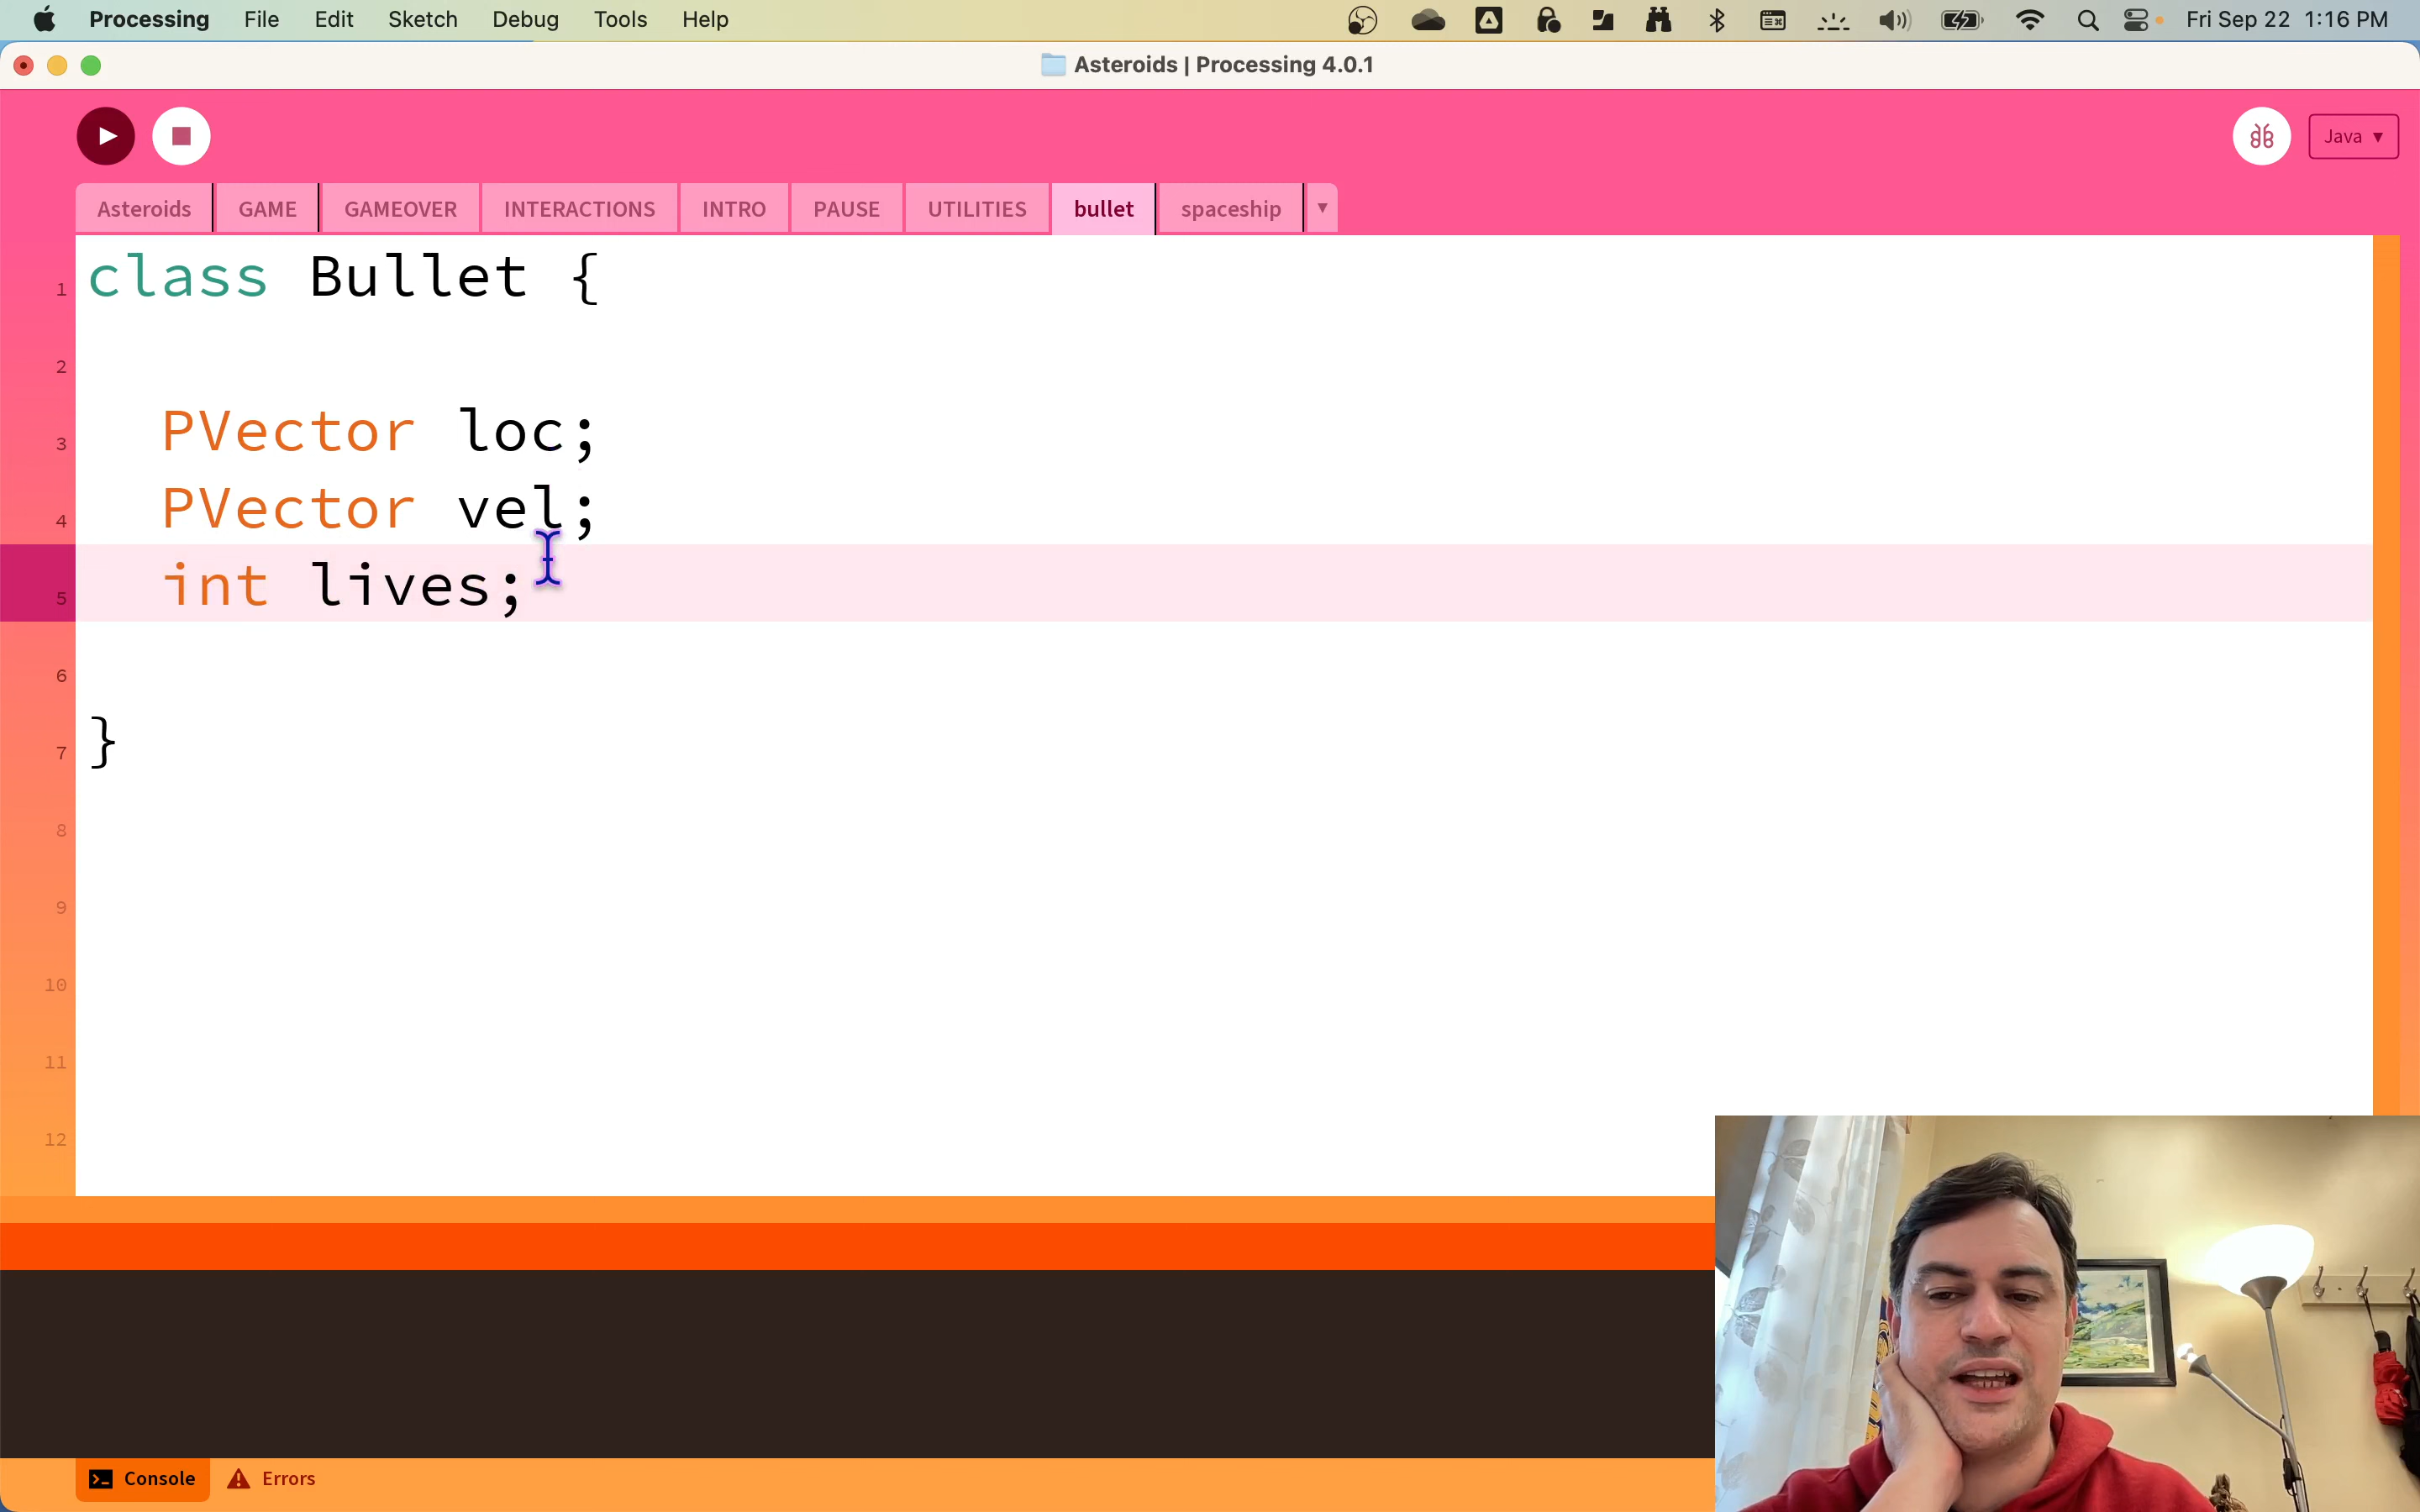 Processing File Edit Sketch Debug Tools Help Fri Sep 22 1:16 PM
Asteroids | Processing 4.0.1
Java ▼
Asteroids GAME GAMEOVER INTERACTIONS INTRO PAUSE UTILITIES bullet spaceship ▼
1 class Bullet {
2
3 PVector loc;
4 PVector vel;
5 int lives;
6
7 }
8
9
10
11
12
Console Errors